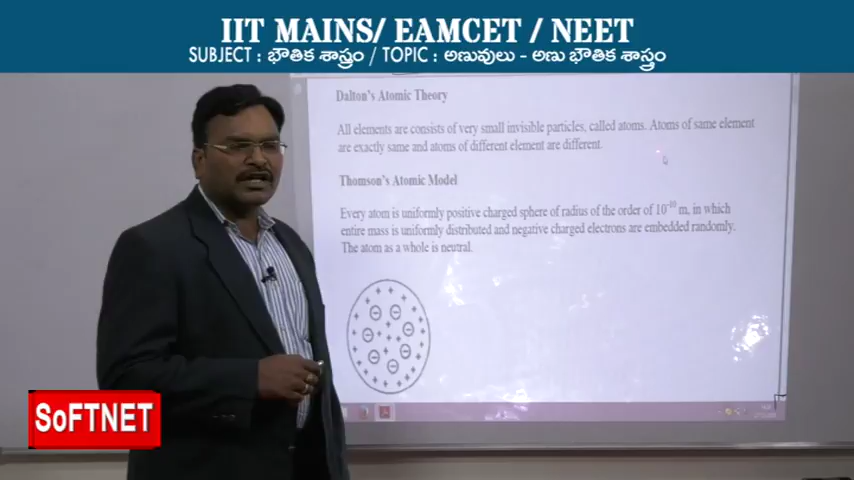 IIT MAINS/ EAMCET / NEET
SUBJECT : భౌతిక శాస్త్రం / TOPIC : అణువులు - అణు భౌతిక శాస్త్రం
Dalton's Atomic Theory
All elements are consists of very small invisible particles, called atoms. Atoms of same element
are exactly same and atoms of different element are different.
Thomson's Atomic Model
Every atom is uniformly positive charged sphere of radius of the order of 10⁻¹⁰ m, in which
entire mass is uniformly distributed and negative charged electrons are embedded randomly.
The atom as a whole is neutral.
SoFTNET